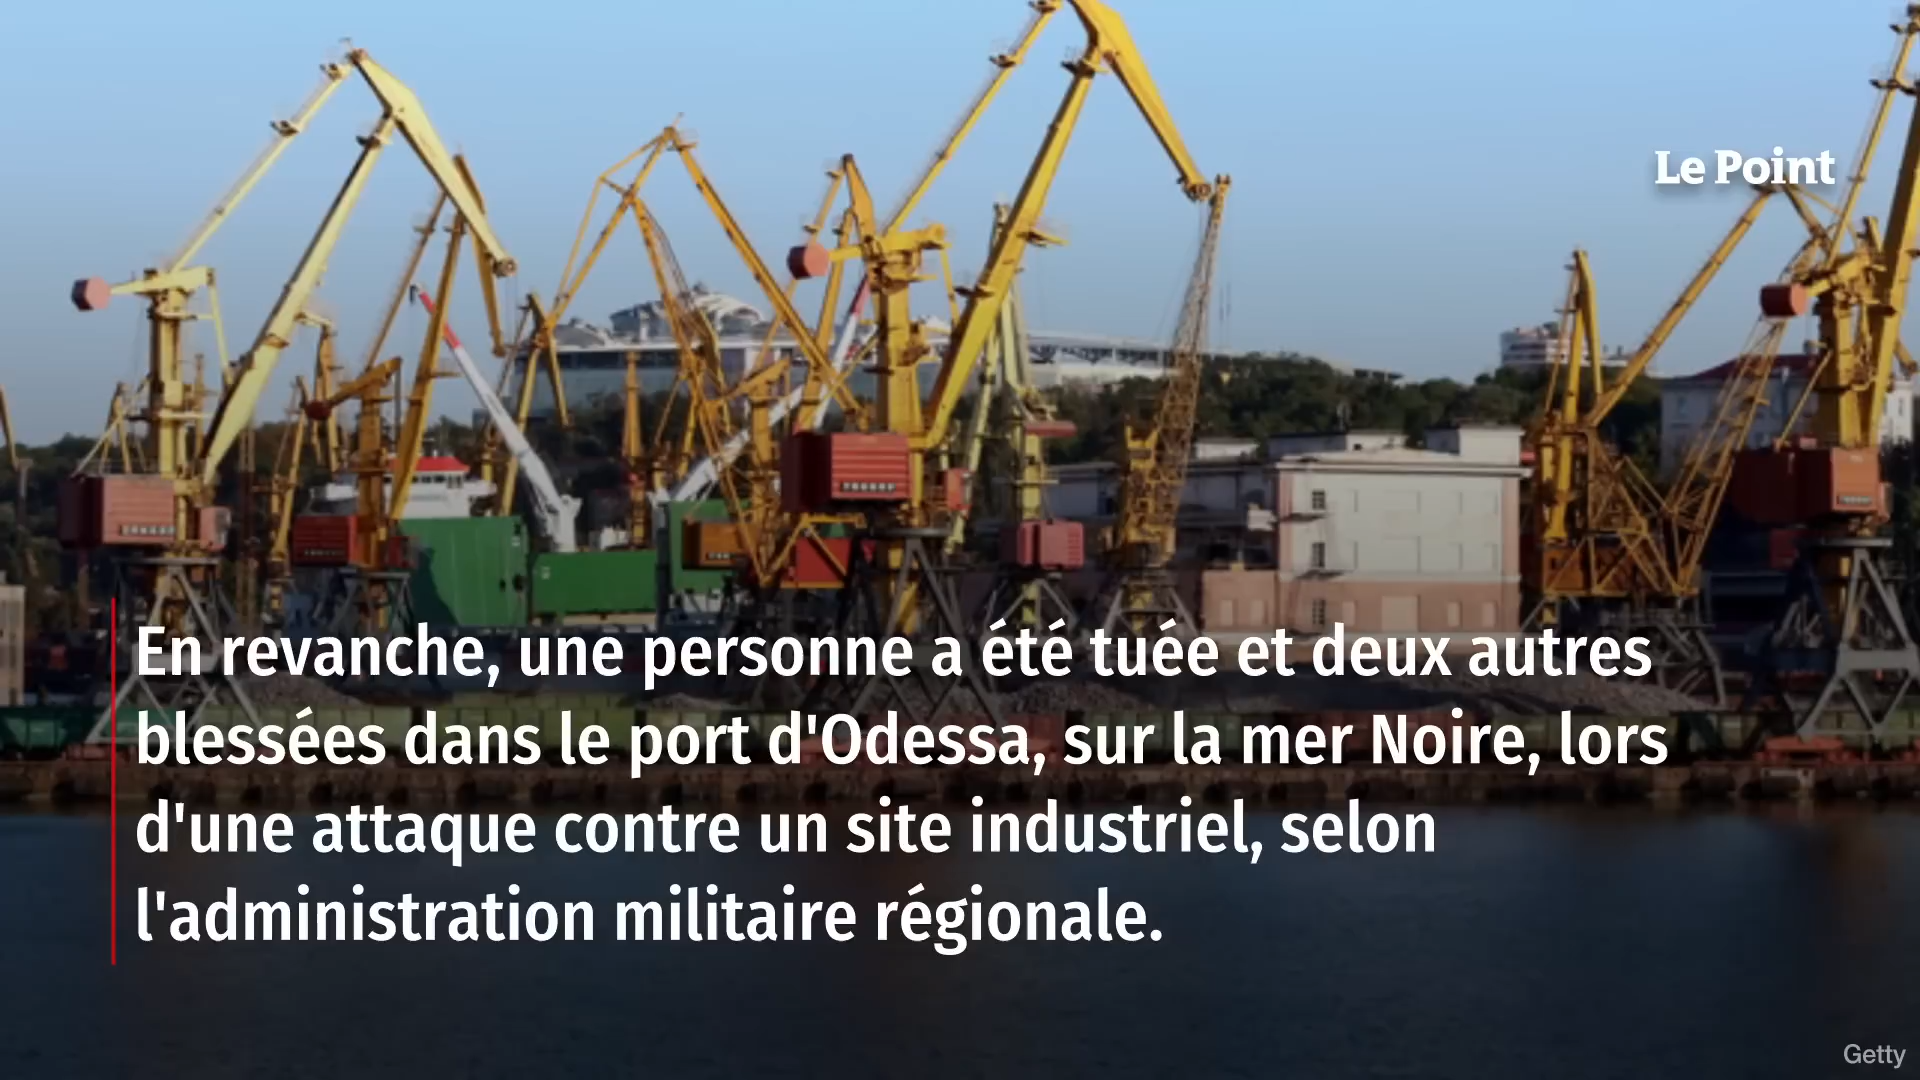 Le Point
En revanche, une personne a été tuée et deux autres
blessées dans le port d'Odessa, sur la mer Noire, lors
d'une attaque contre un site industriel, selon
l'administration militaire régionale.
Getty